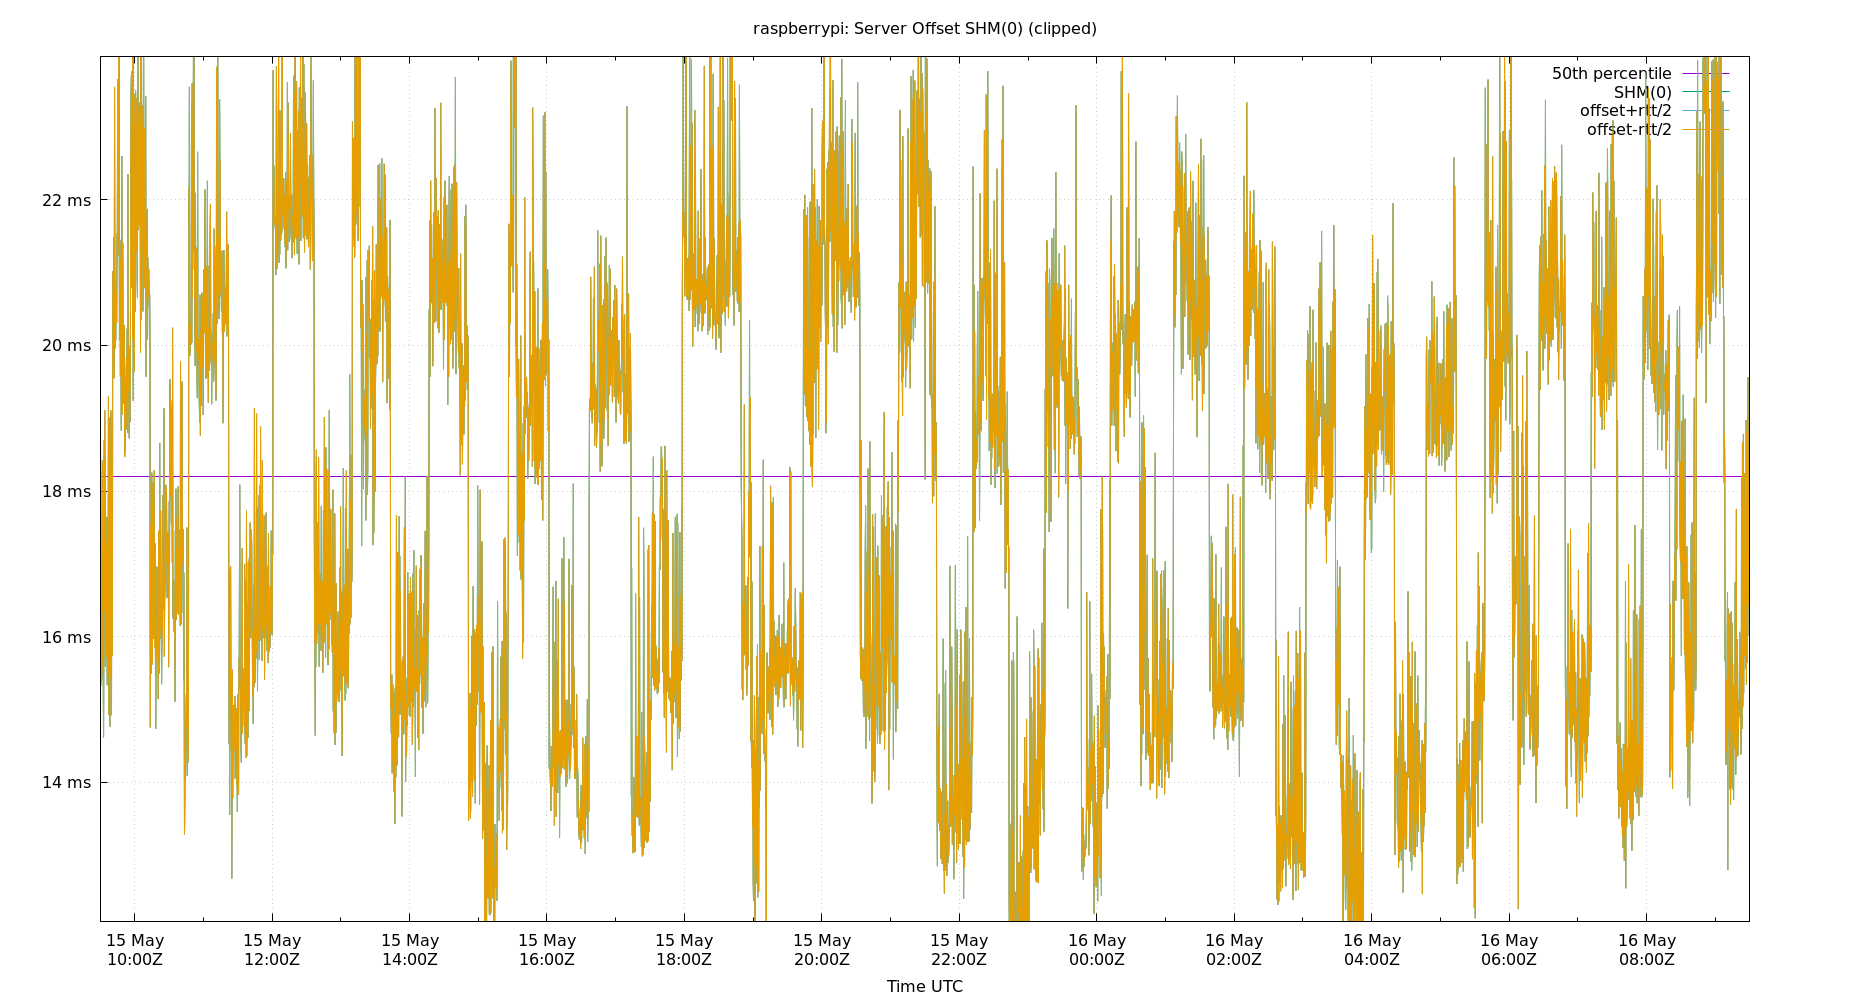 raspberrypi: Server Offset SHM(0) (clipped)
50th percentile
SHM(0)
offset+rtt/2
offset-rtt/2
22 ms
20 ms
18 ms
16 ms
14 ms
15 May 15 May 15 May 15 May 15 May 15 May 15 May 16 May 16 May 16 May 16 May 16 May
10:00Z 12:00Z 14:00Z 16:00Z 18:00Z 20:00Z 22:00Z 00:00Z 02:00Z 04:00Z 06:00Z 08:00Z
Time UTC